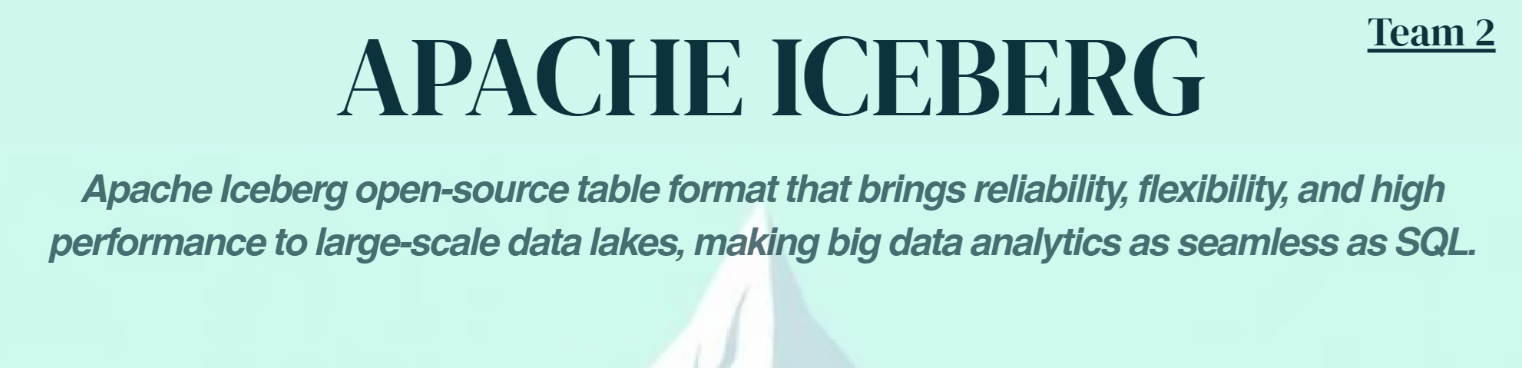 Team 2
APACHE ICEBERG
Apache Iceberg open-source table format that brings reliability, flexibility, and high
performance to large-scale data lakes, making big data analytics as seamless as SQL.